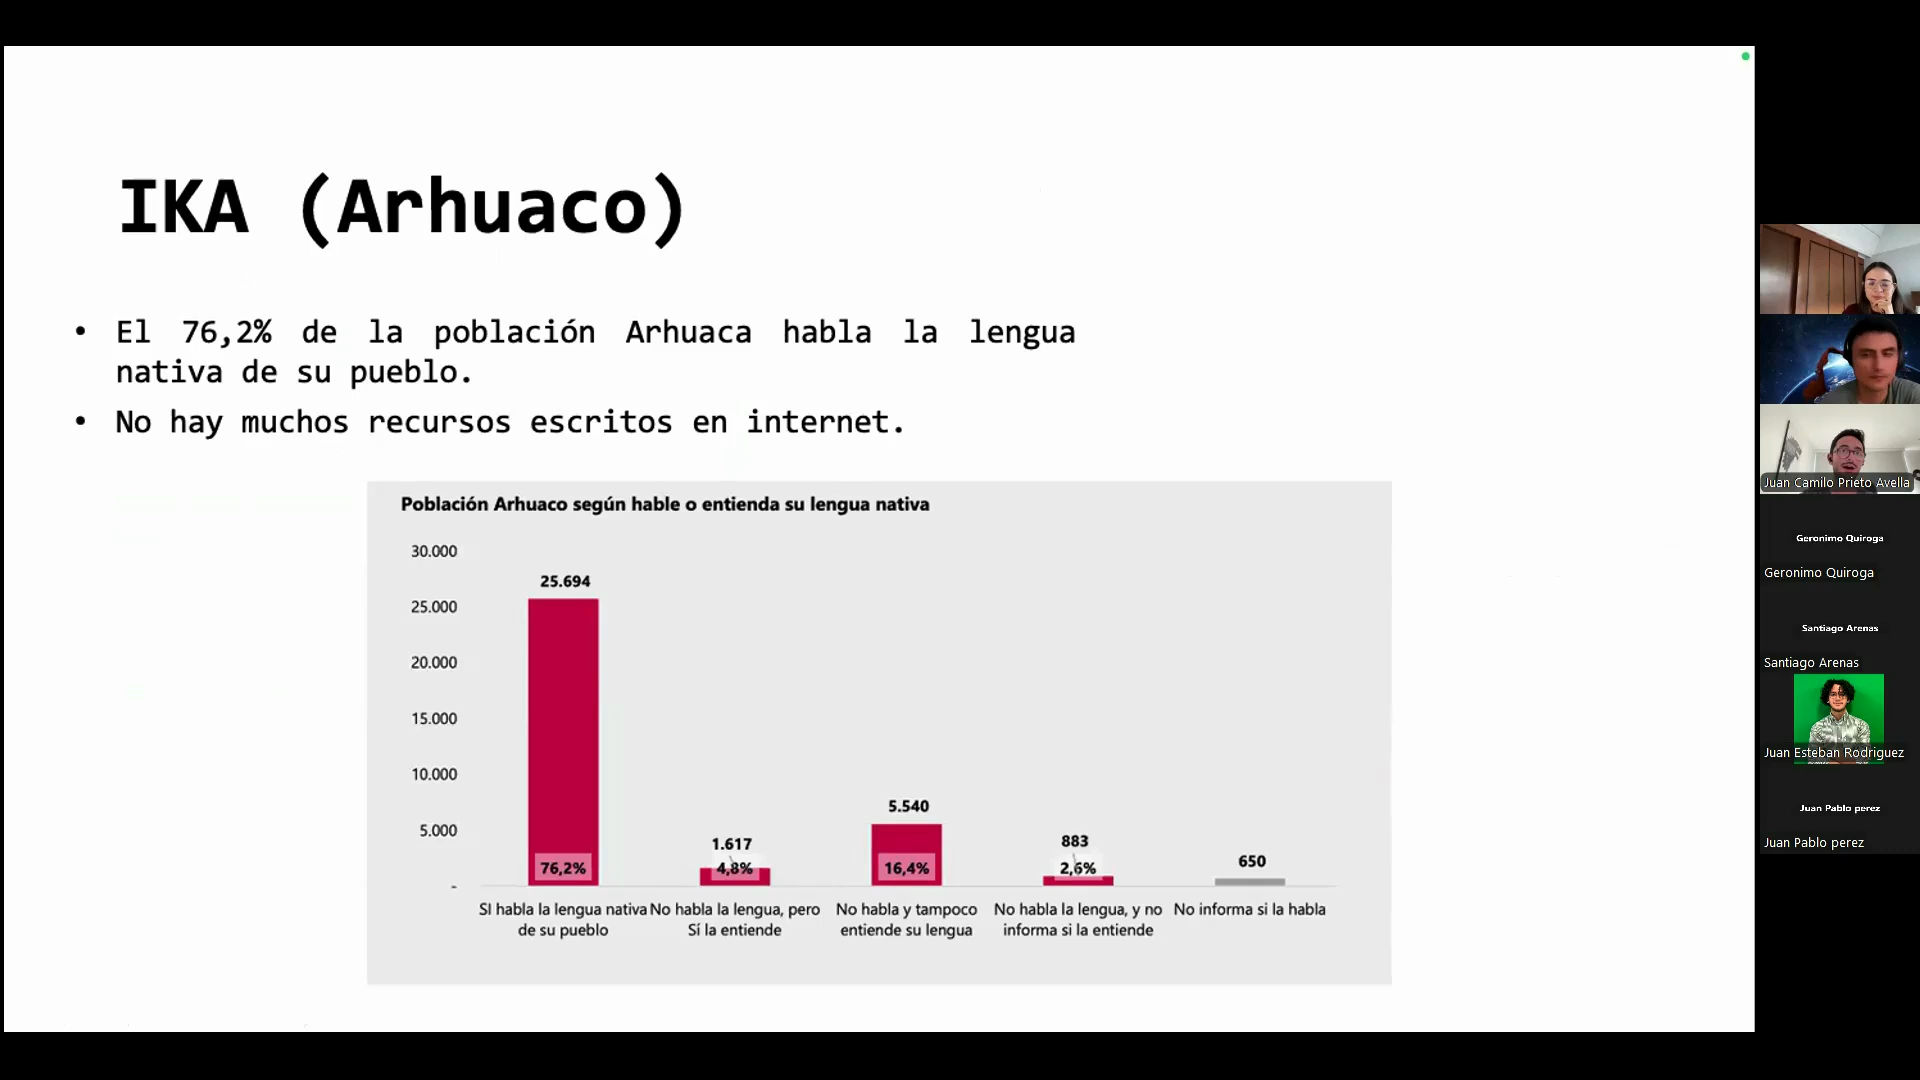 IKA (Arhuaco)
• El 76,2% de la población Arhuaca habla la lengua
nativa de su pueblo.
• No hay muchos recursos escritos en internet.
Población Arhuaco según hable o entienda su lengua nativa
30.000
25.000
20.000
15.000
10.000
5.000
-
25.694
76,2%
1.617
4,8%
5.540
16,4%
883
2,6%
650
SI habla la lengua nativa
de su pueblo
No habla la lengua, pero
Sí la entiende
No habla y tampoco
entiende su lengua
No habla la lengua, y no
informa si la entiende
No informa si la habla
Juan Camilo Prieto Avella
Geronimo Quiroga
Geronimo Quiroga
Santiago Arenas
Santiago Arenas
Juan Esteban Rodriguez
Juan Pablo perez
Juan Pablo perez